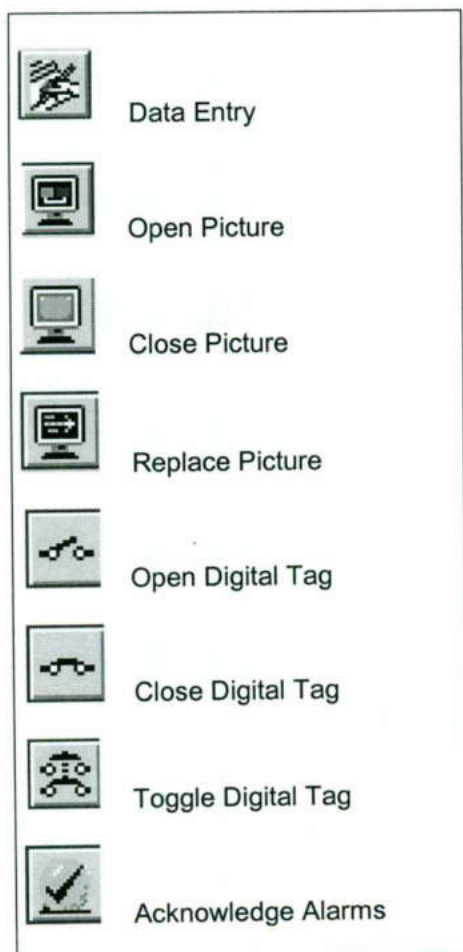 Data Entry
Open Picture
Close Picture
Replace Picture
Open Digital Tag
Close Digital Tag
Toggle Digital Tag
Acknowledge Alarms